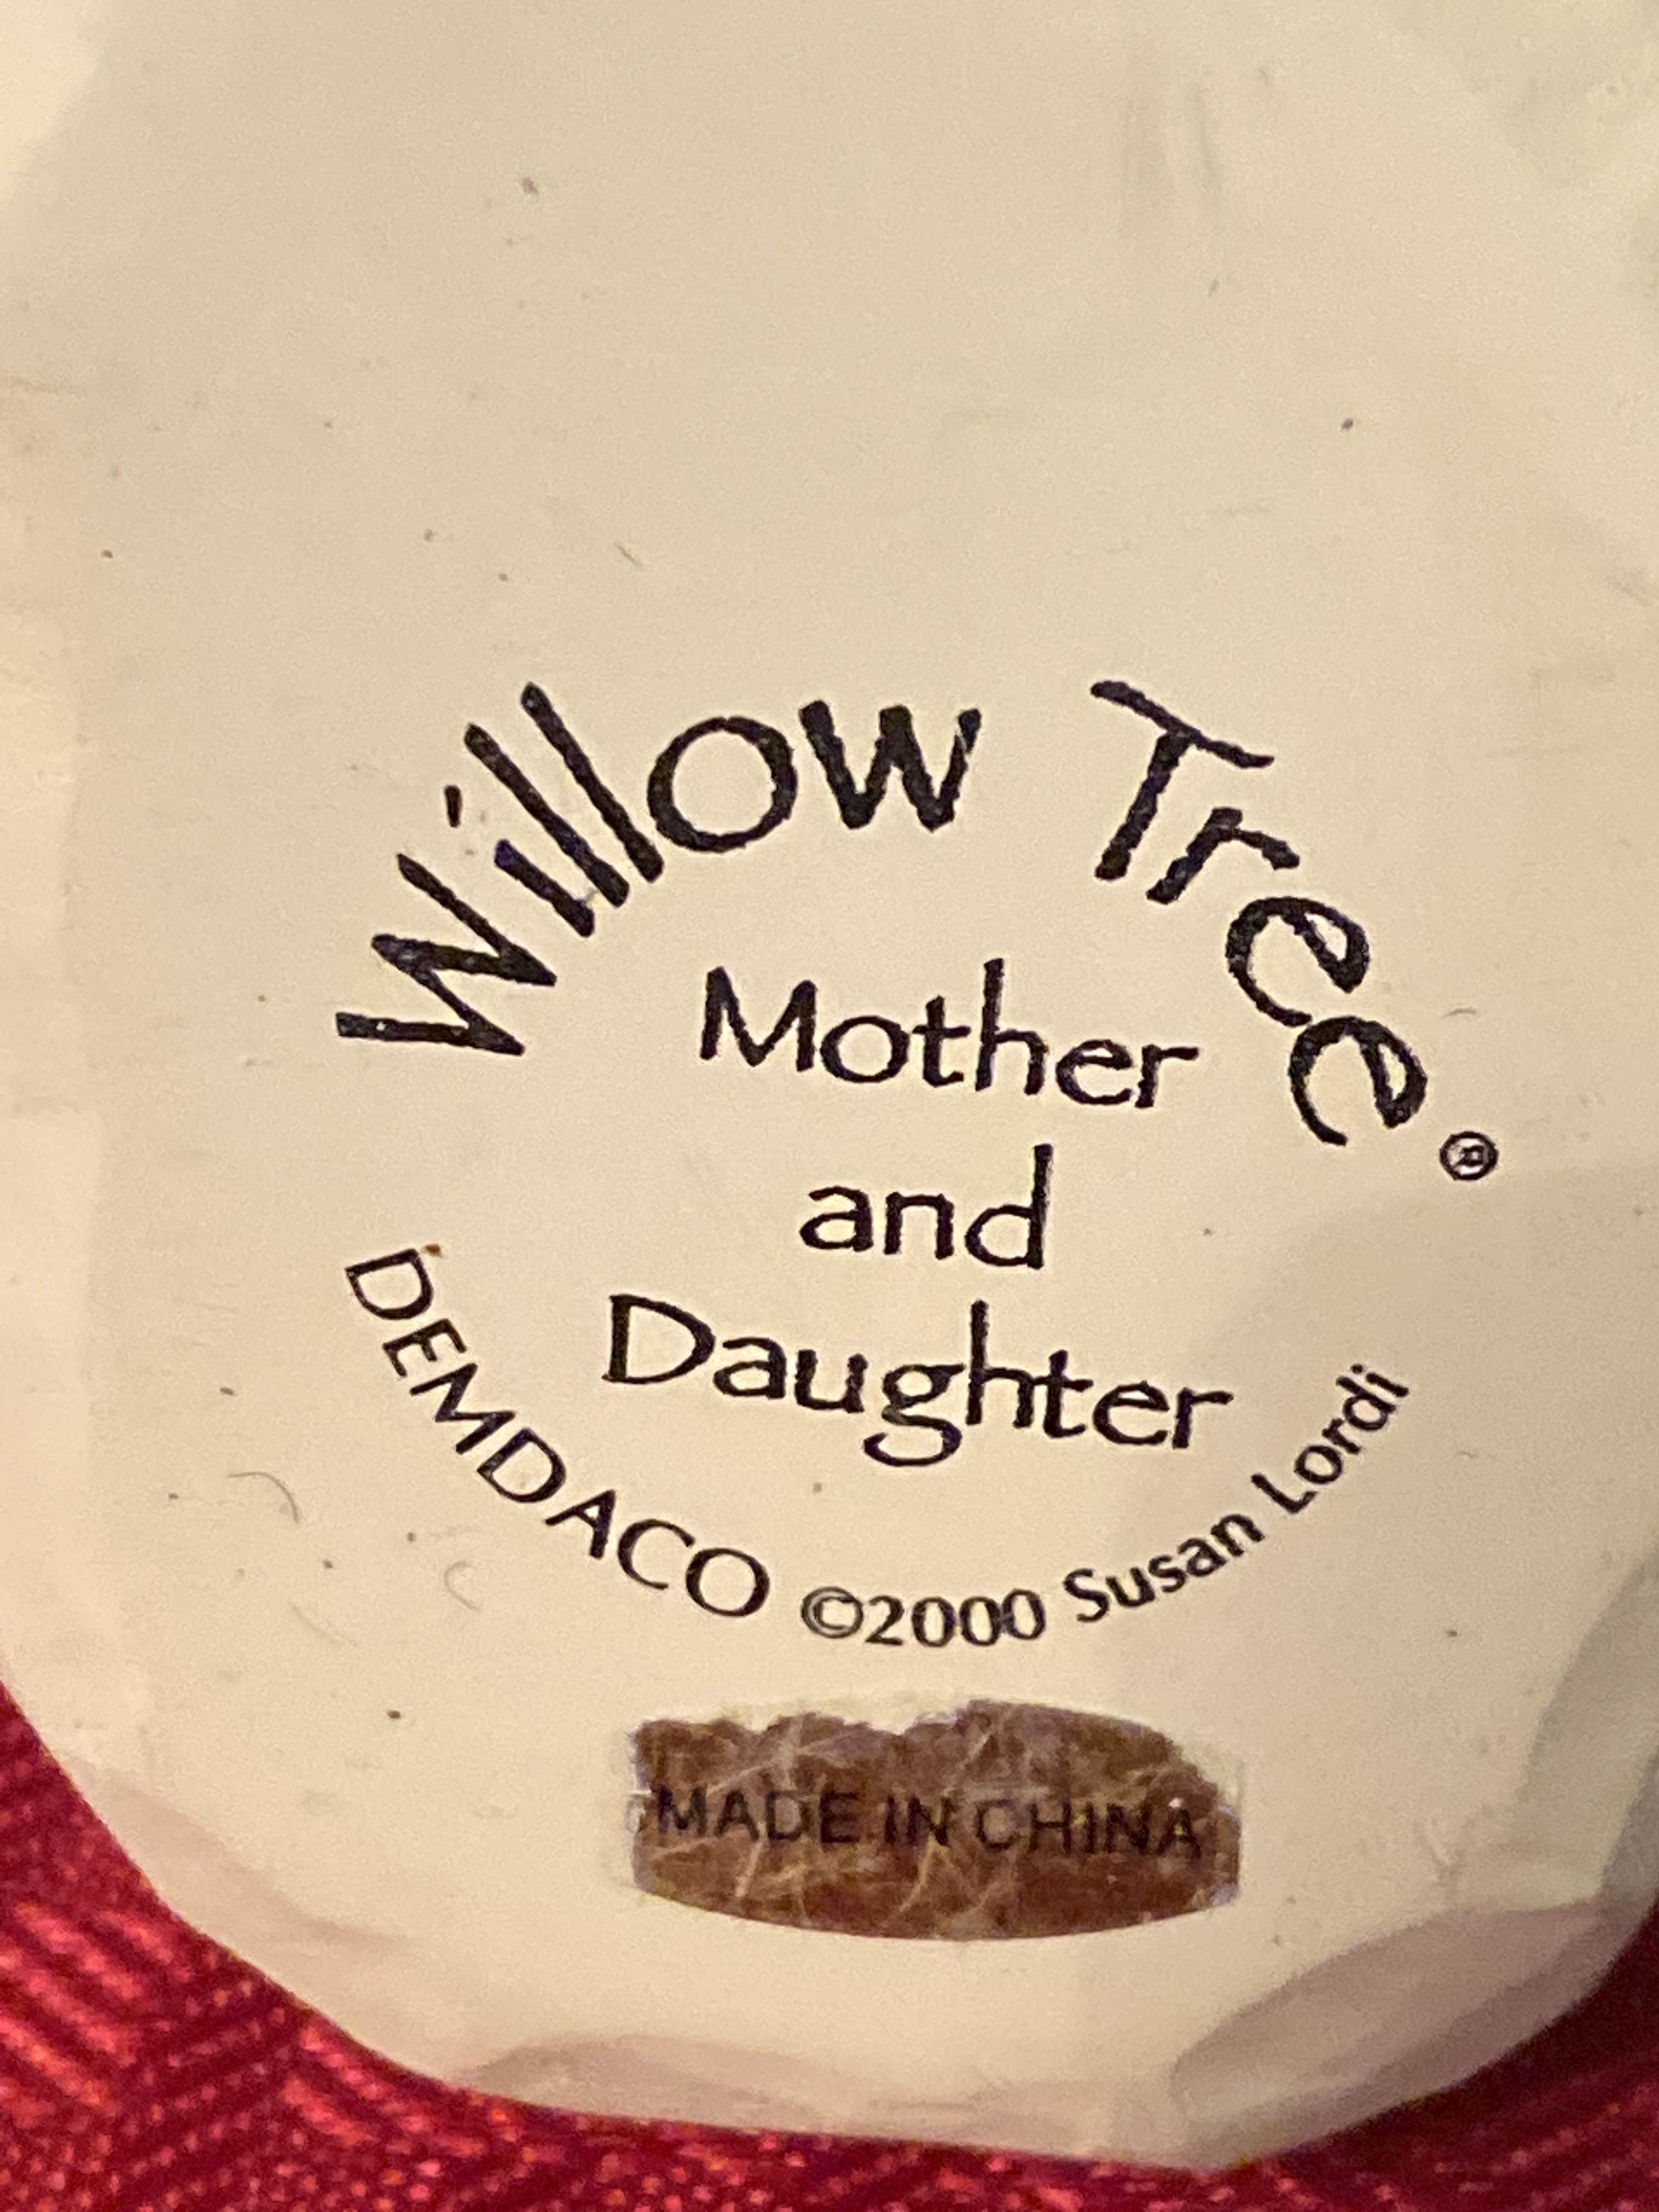 Willow Tree®
Mother
and
Daughter
DEMDACO ©2000 Susan Lordi
MADE IN CHINA